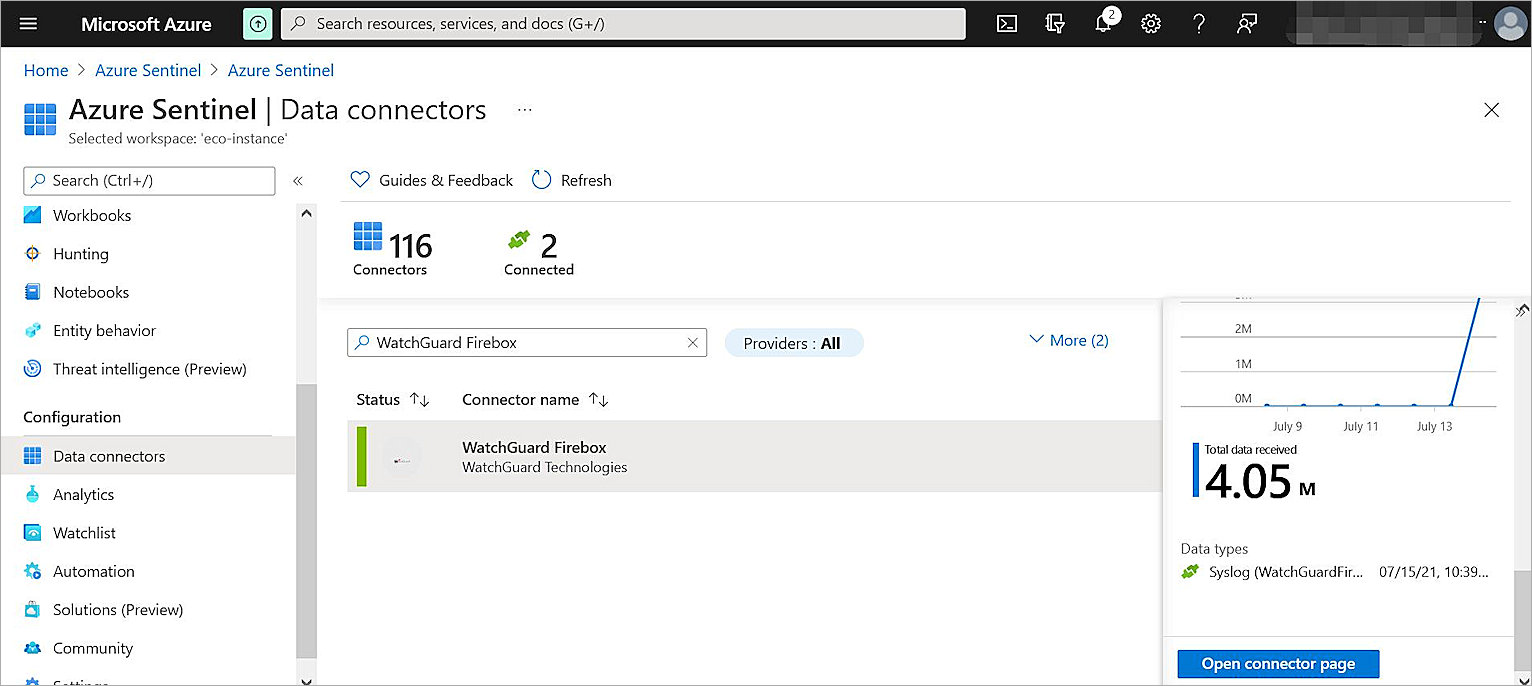 Microsoft Azure
Search resources, services, and docs (G+/)
2
Home > Azure Sentinel > Azure Sentinel
Azure Sentinel | Data connectors ...
Selected workspace: 'eco-instance'
Search (Ctrl+/)
«
Guides & Feedback
Refresh
Workbooks
Hunting
Notebooks
Entity behavior
Threat intelligence (Preview)
Configuration
Data connectors
Analytics
Watchlist
Automation
Solutions (Preview)
Community
Settings
116
Connectors
2
Connected
WatchGuard Firebox
Providers : All
More (2)
Status
Connector name
WatchGuard Firebox
WatchGuard Technologies
2M
1M
0M
July 9
July 11
July 13
Total data received
4.05 M
Data types
Syslog (WatchGuardFir... 07/15/21, 10:39...
Open connector page